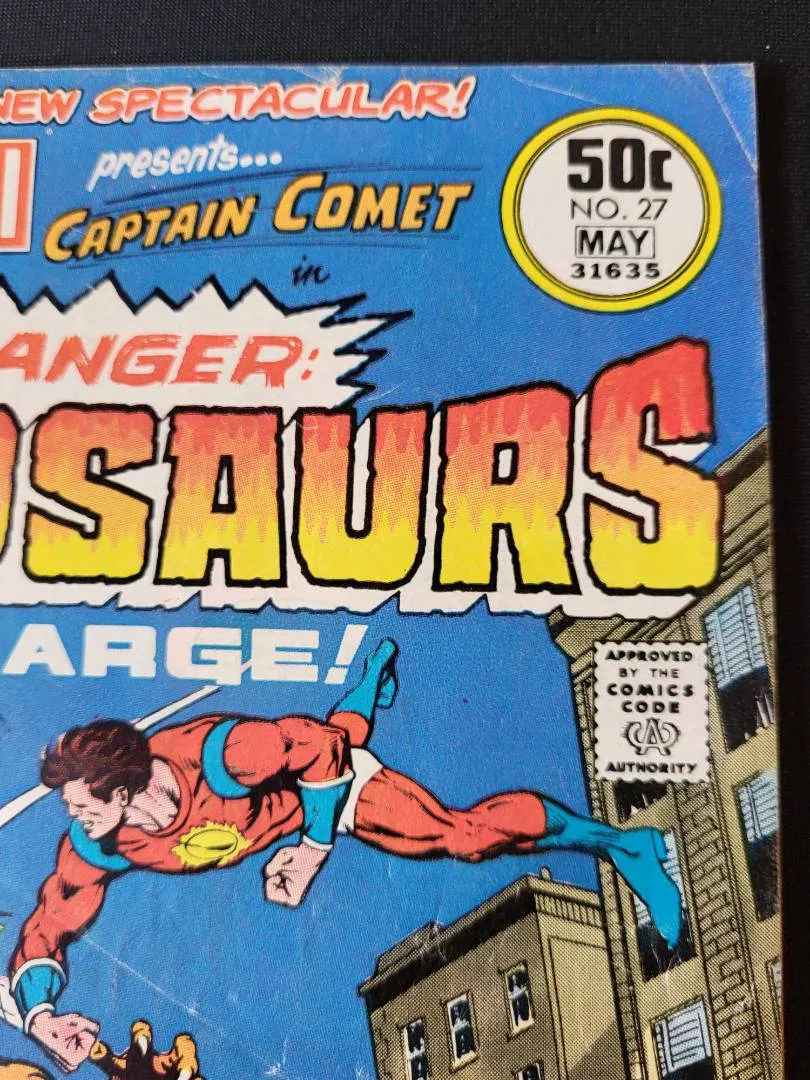 NEW SPECTACULAR!
presents...
CAPTAIN COMET
in
50¢
NO. 27
MAY
31635
ANGER:
OSAURS
ARGE!
APPROVED
BY THE
COMICS
CODE
CA
AUTHORITY